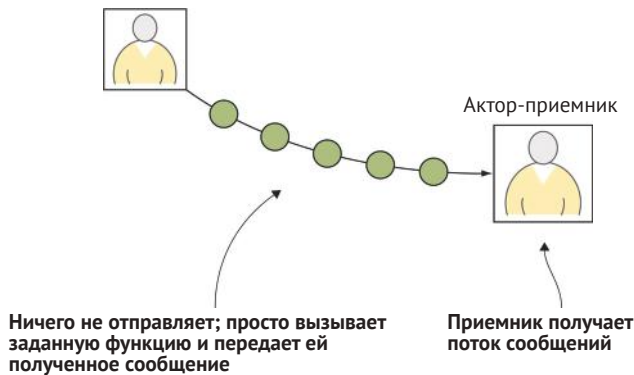 Актор-приемник
Ничего не отправляет; просто вызывает
заданную функцию и передает ей
полученное сообщение
Приемник получает
поток сообщений